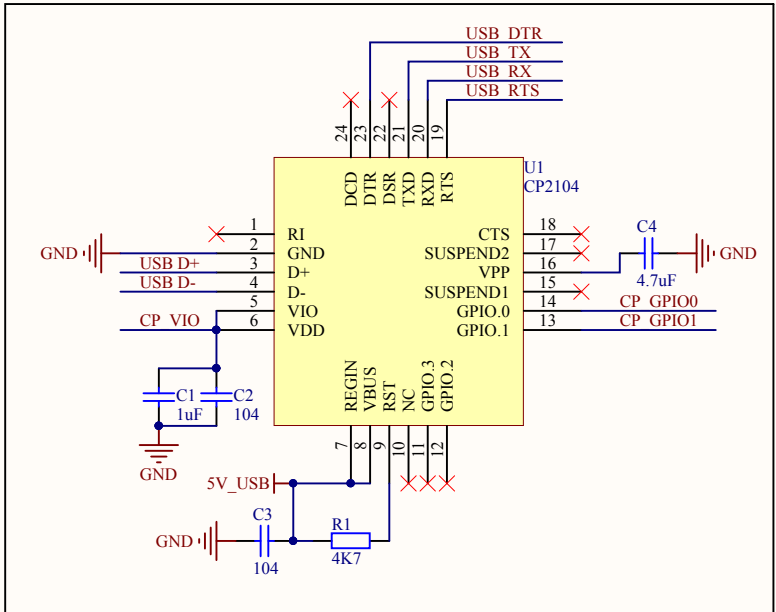 USB_DTR
USB_TX
USB_RX
USB_RTS
24
23
22
21
20
19
DCD
DTR
DSR
TXD
RXD
RTS
U1
CP2104
1
RI
2
GND
3
D+
4
D-
5
VIO
6
VDD
GND
USB D+
USB D-
CP_VIO
CTS
18
SUSPEND2
17
VPP
16
SUSPEND1
15
GPIO.0
14
GPIO.1
13
C4
4.7uF
GND
CP_GPIO0
CP_GPIO1
C1
1uF
C2
104
GND
REGIN
VBUS
RST
NC
GPIO.3
GPIO.2
7
8
9
10
11
12
5V_USB
C3
104
GND
R1
4K7